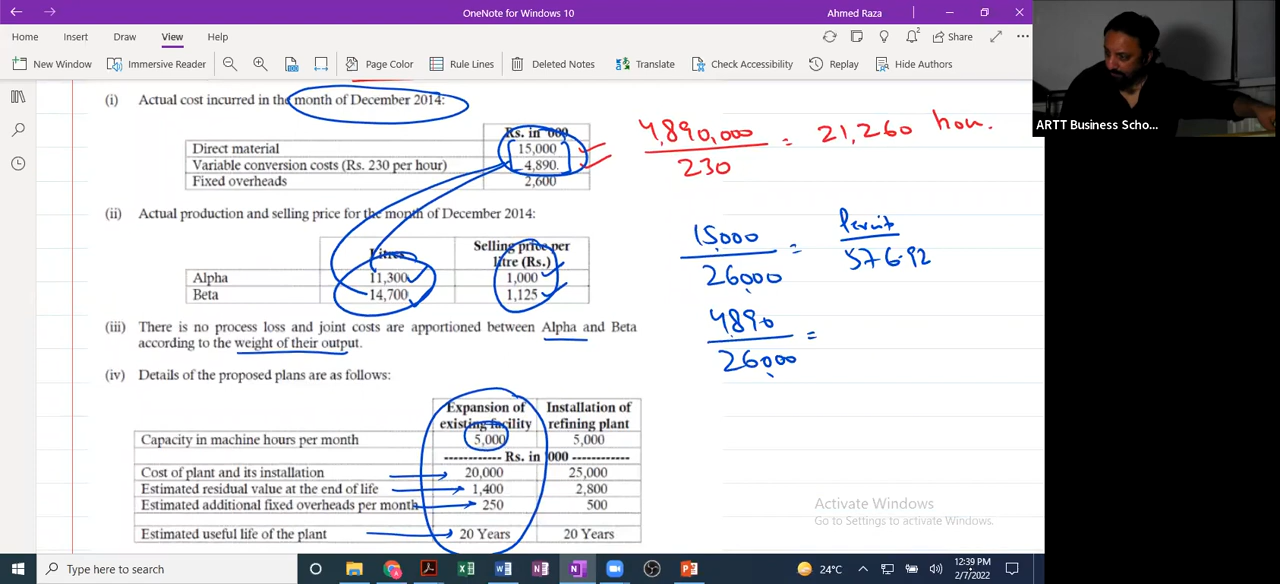 OneNote for Windows 10
Ahmed Raza
Home Insert Draw View Help
Share
New Window Immersive Reader Page Color Rule Lines Deleted Notes Translate Check Accessibility Replay Hide Authors
ARTT Business Scho...
(i) Actual cost incurred in the month of December 2014:
Rs. in '000
Direct material 15,000
Variable conversion costs (Rs. 230 per hour) 4,890
Fixed overheads 2,600
4,890,000
230
= 21,260 hour.
(ii) Actual production and selling price for the month of December 2014:
Litres Selling price per litre (Rs.)
Alpha 11,300 1,000
Beta 14,700 1,125
15000
26000
=
Perunit
576.92
4890
26000
=
(iii) There is no process loss and joint costs are apportioned between Alpha and Beta
according to the weight of their output.
(iv) Details of the proposed plans are as follows:
Expansion of existing facility Installation of refining plant
Capacity in machine hours per month 5,000 5,000
------------ Rs. in '000 ------------
Cost of plant and its installation 20,000 25,000
Estimated residual value at the end of life 1,400 2,800
Estimated additional fixed overheads per month 250 500
Estimated useful life of the plant 20 Years 20 Years
Activate Windows
Go to Settings to activate Windows.
Type here to search
24°C
12:39 PM
2/7/2022